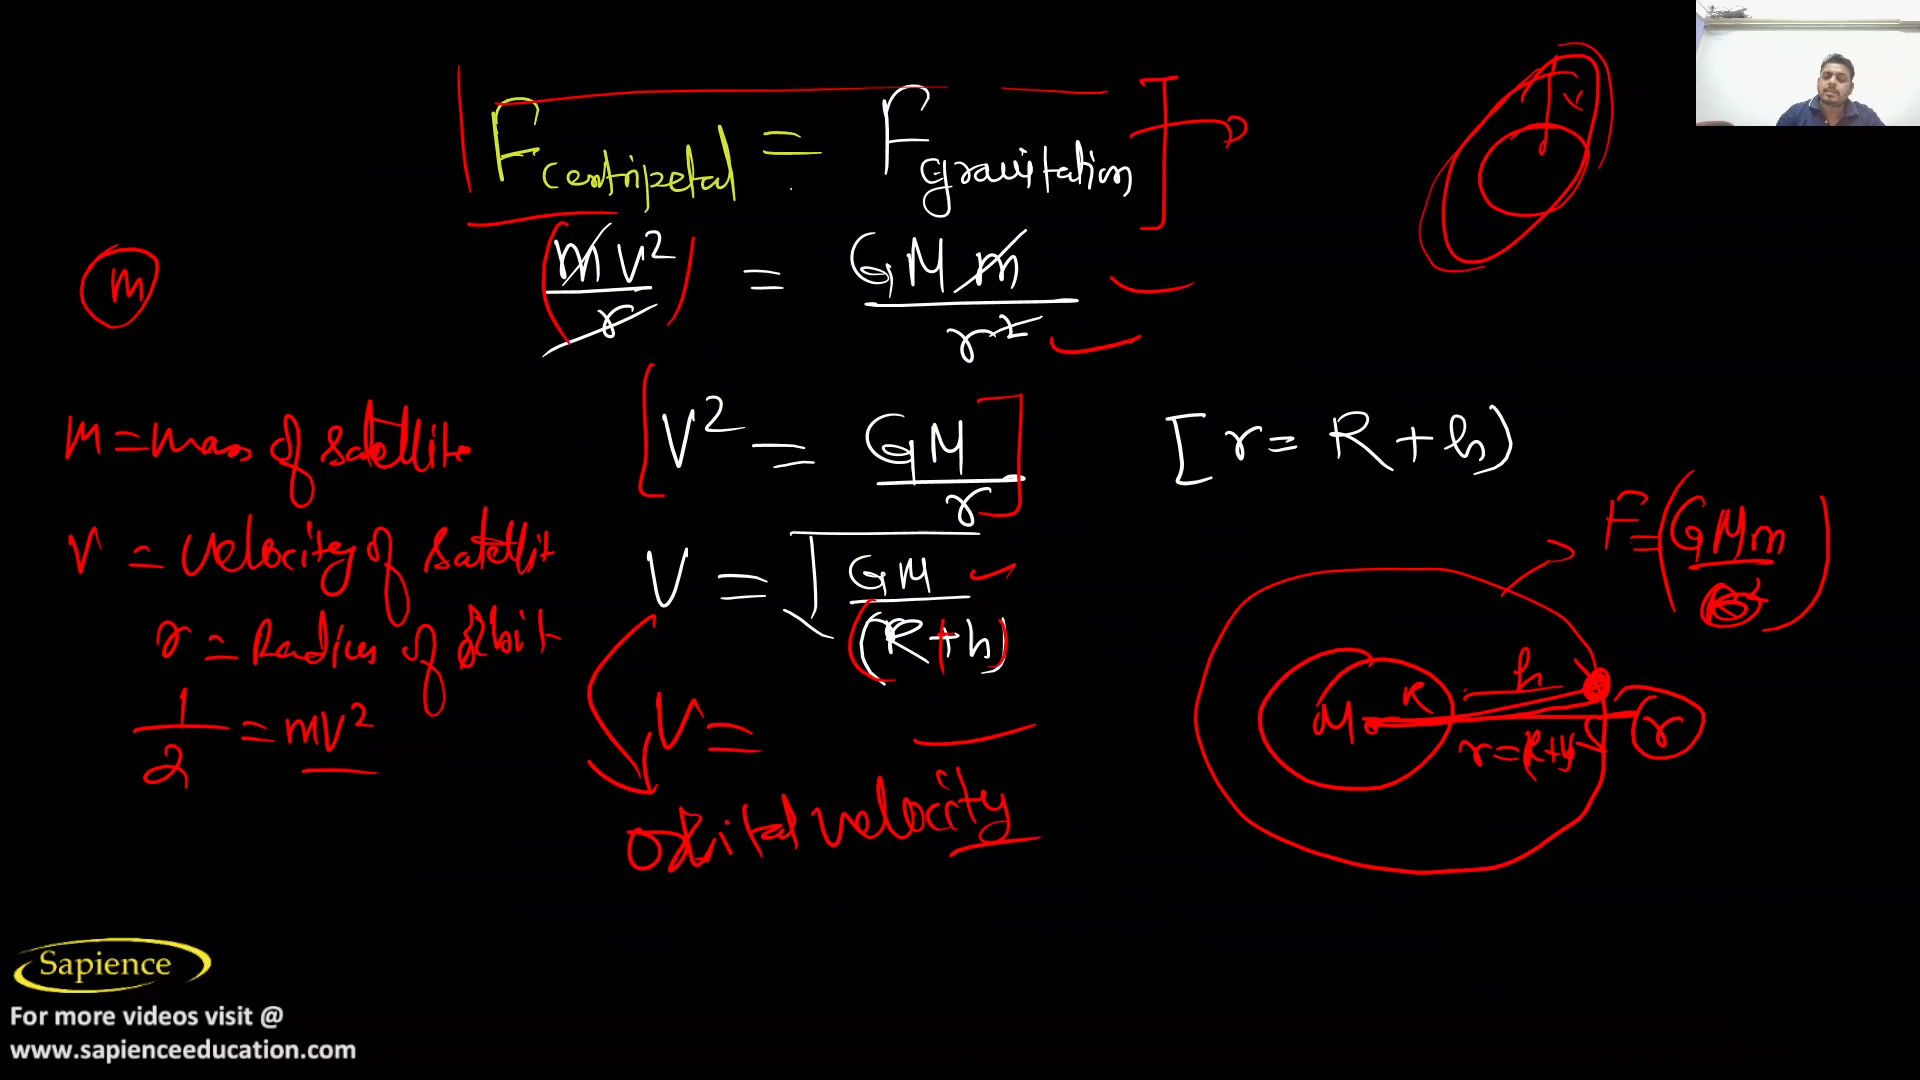 F centripetal = F gravitation
mv² / r = GMm / r²
m
V² = GM / r
[r = R + h)
m = mass of satellite
V = velocity of satellit
r = Radius of orbit
1/2 = mV²
V = √ GM / (R+h)
V =
orbital velocity
V
F = (GMm
M R h
r = (R+h
r
Sapience
For more videos visit @
www.sapienceeducation.com